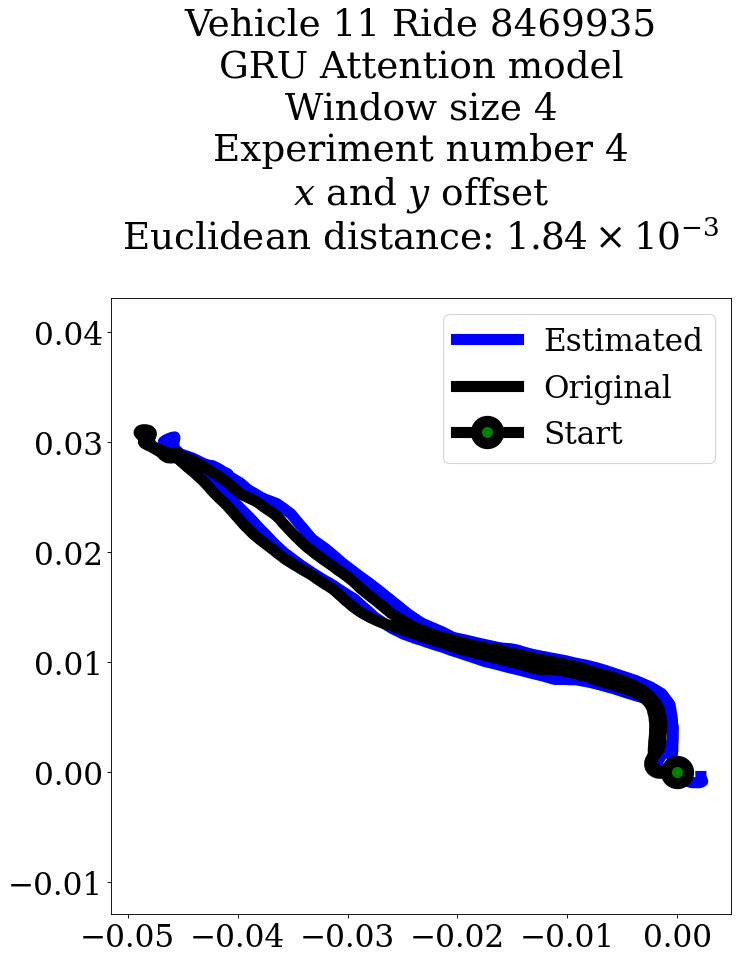 Vehicle 11 Ride 8469935
GRU Attention model
Window size 4
Experiment number 4
x and y offset
Euclidean distance: 1.84 × 10⁻³
Estimated
Original
Start
0.04
0.03
0.02
0.01
0.00
−0.01
−0.05 −0.04 −0.03 −0.02 −0.01 0.00